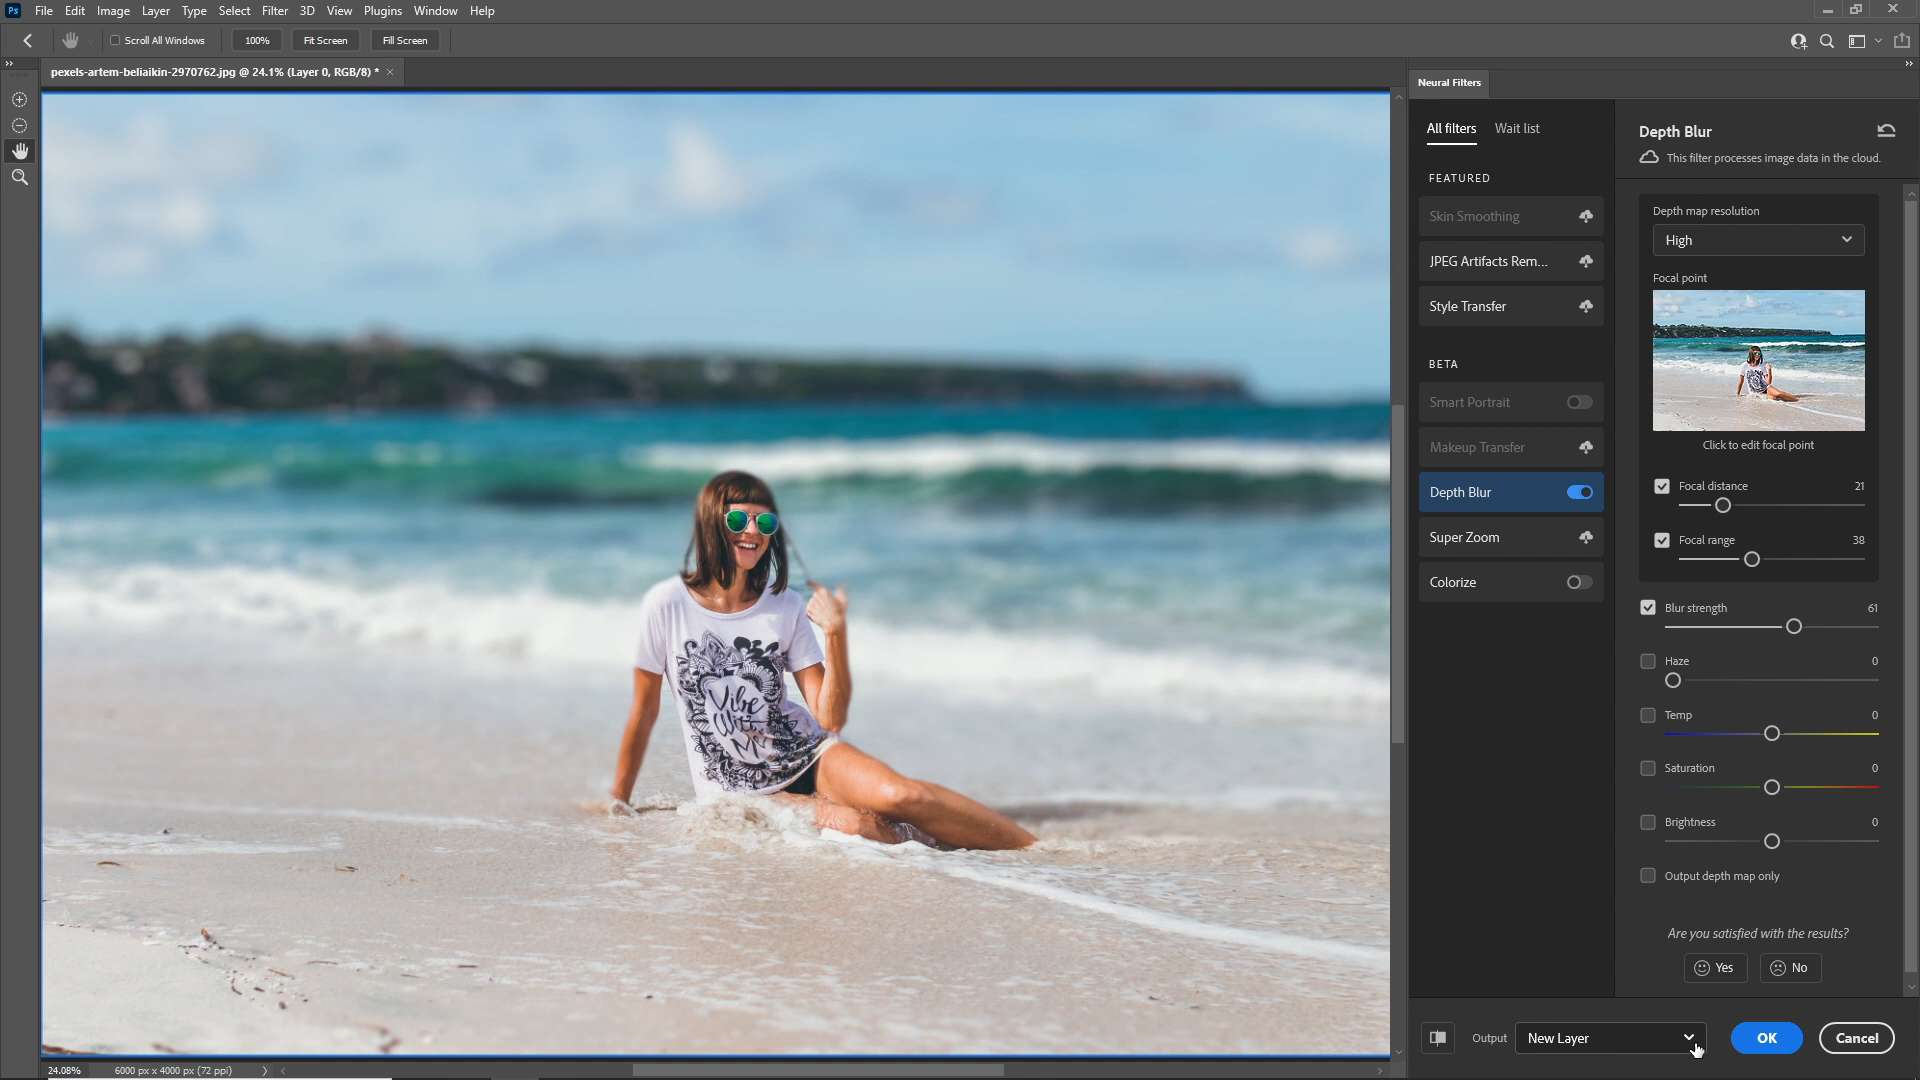 Ps File Edit Image Layer Type Select Filter 3D View Plugins Window Help
Scroll All Windows 100% Fit Screen Fill Screen
pexels-artem-beliaikin-2970762.jpg @ 24.1% (Layer 0, RGB/8) *
Neural Filters
All filters Wait list
FEATURED
Skin Smoothing
JPEG Artifacts Rem...
Style Transfer
BETA
Smart Portrait
Makeup Transfer
Depth Blur
Super Zoom
Colorize
Depth Blur
This filter processes image data in the cloud.
Depth map resolution
High
Focal point
Click to edit focal point
Focal distance 21
Focal range 38
Blur strength 61
Haze 0
Temp 0
Saturation 0
Brightness 0
Output depth map only
Are you satisfied with the results?
Yes No
Output New Layer OK Cancel
Vibe
With
24.08% 6000 px x 4000 px (72 ppi)